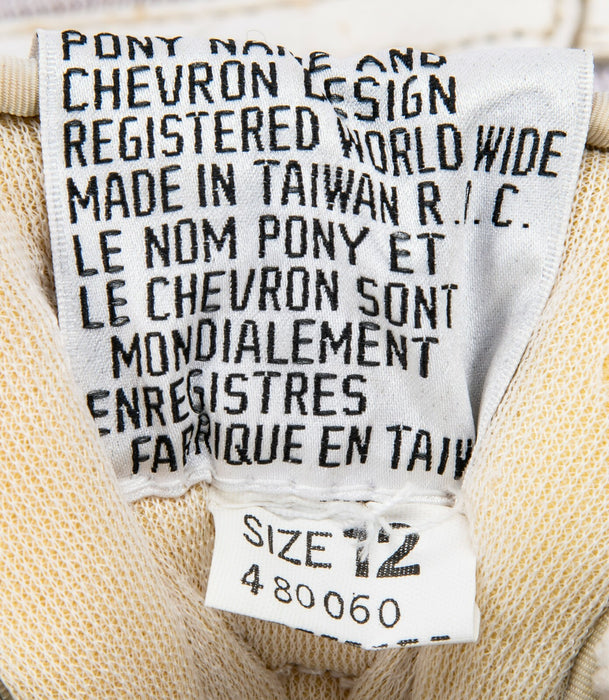 PONY NAME AND
CHEVRON DESIGN
REGISTERED WORLD WIDE
MADE IN TAIWAN R.O.C.
LE NOM PONY ET
LE CHEVRON SONT
MONDIALEMENT
ENREGISTRES
FABRIQUE EN TAIW
SIZE 12
480060